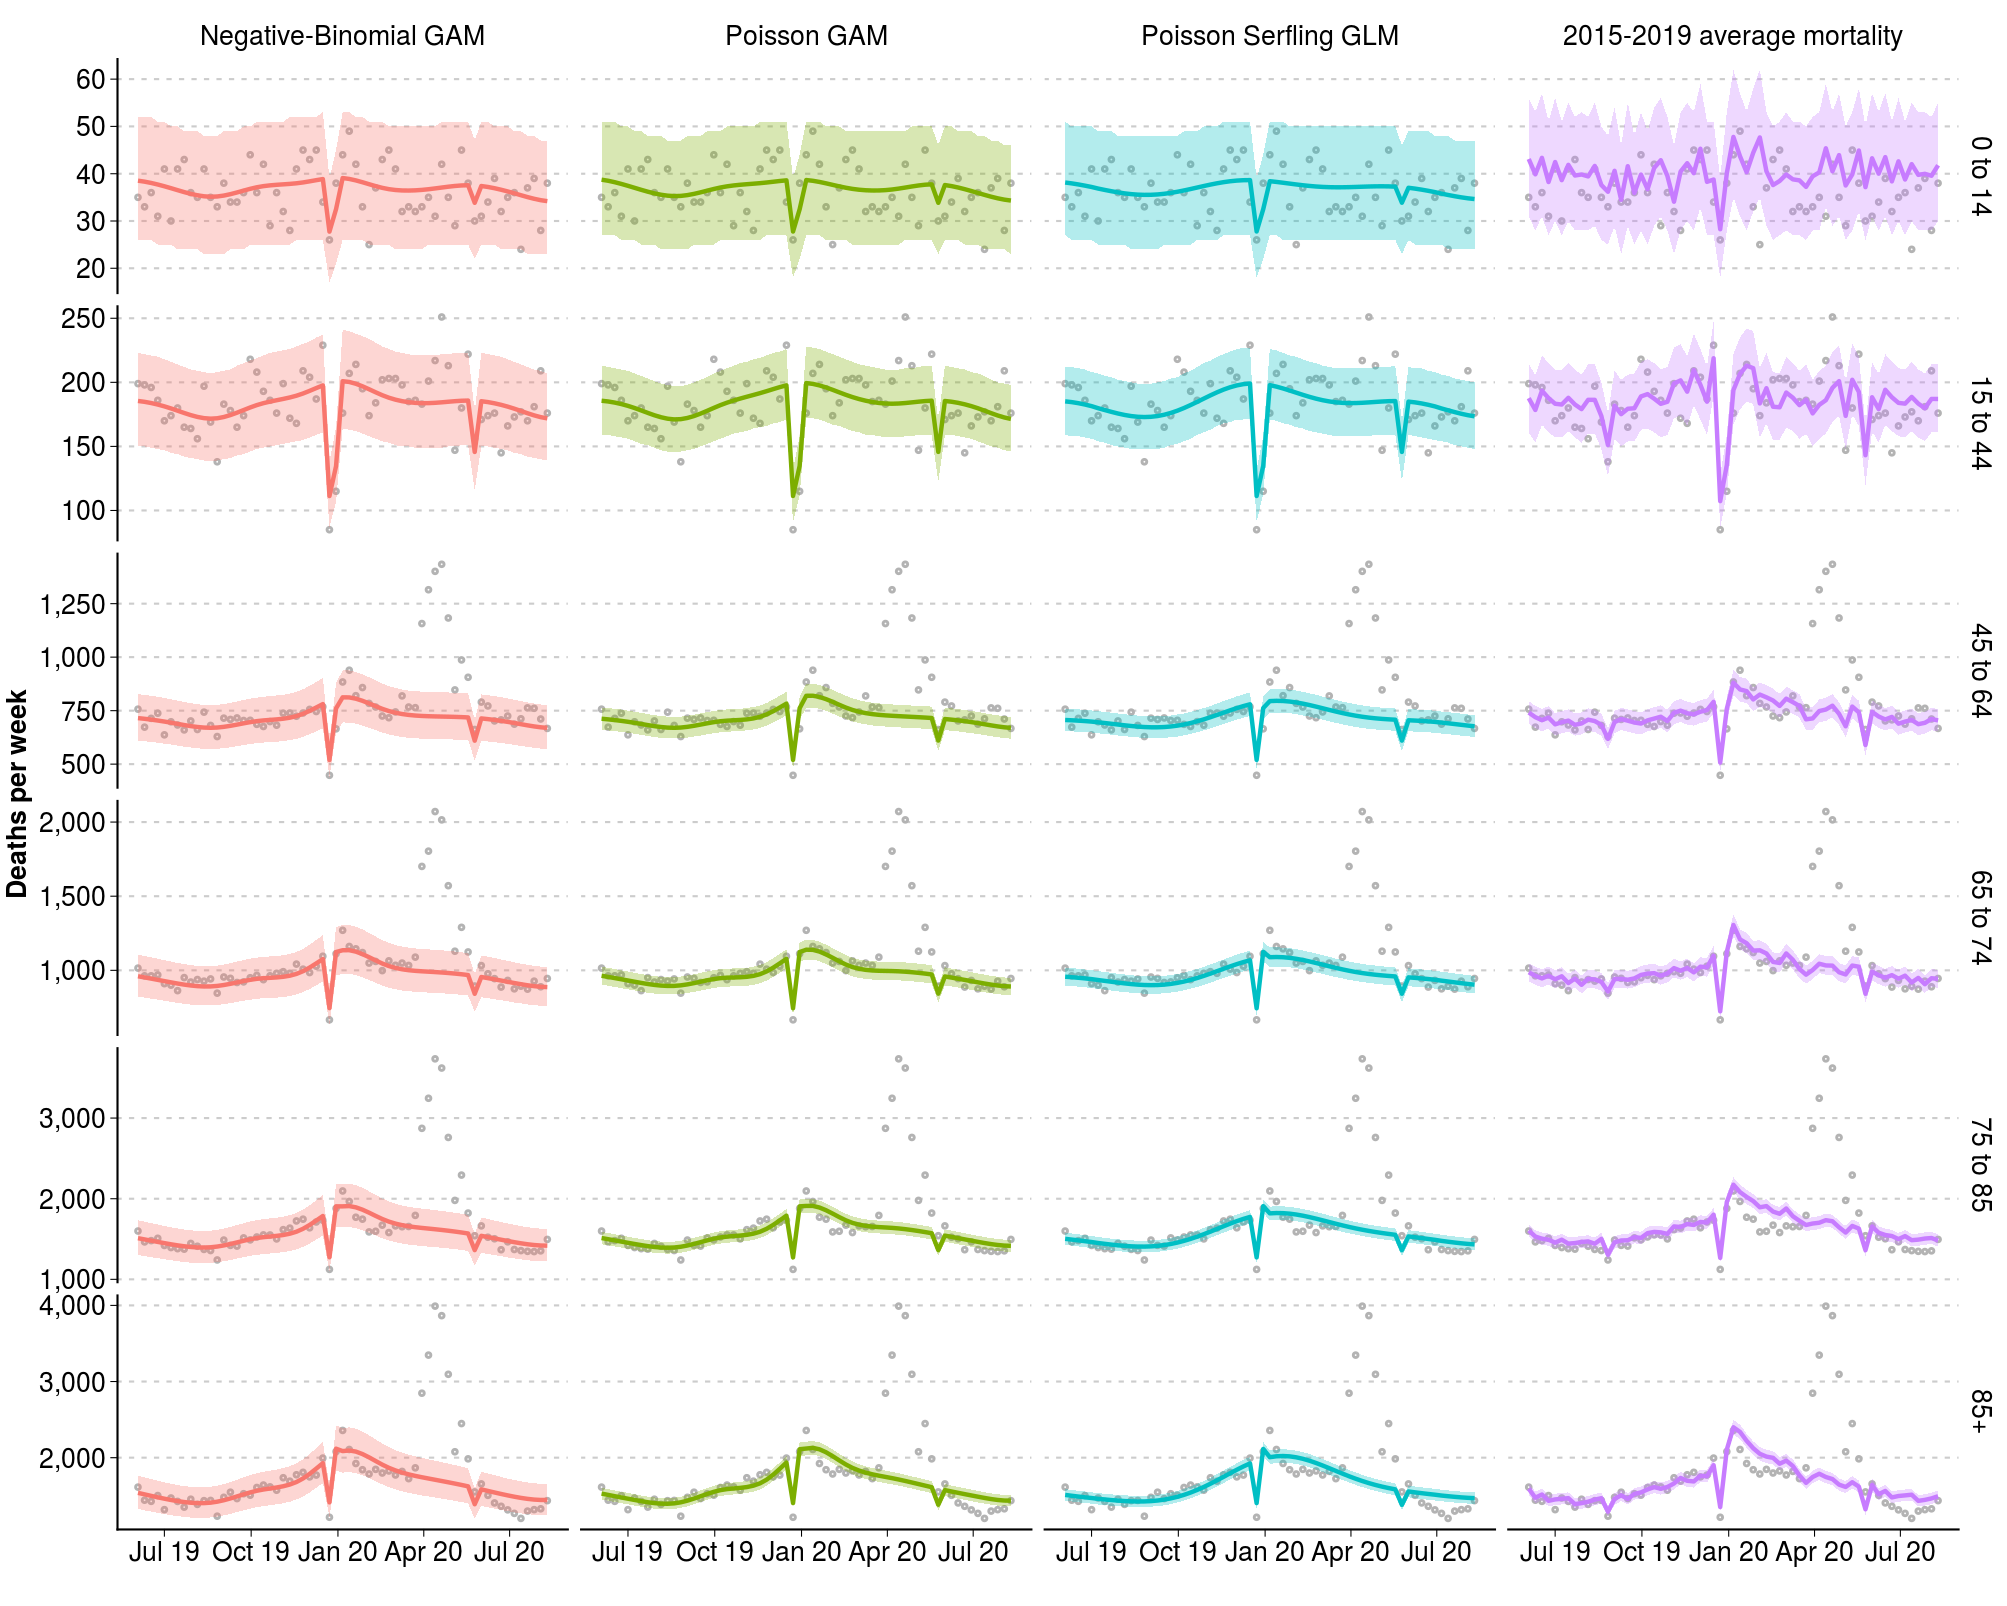 Negative-Binomial GAM
Poisson GAM
Poisson Serfling GLM
2015-2019 average mortality
Deaths per week
60
50
40
30
20
0 to 14
250
200
150
100
15 to 44
1,250
1,000
750
500
45 to 64
2,000
1,500
1,000
65 to 74
3,000
2,000
1,000
75 to 85
4,000
3,000
2,000
85+
Jul 19 Oct 19 Jan 20 Apr 20 Jul 20
Jul 19 Oct 19 Jan 20 Apr 20 Jul 20
Jul 19 Oct 19 Jan 20 Apr 20 Jul 20
Jul 19 Oct 19 Jan 20 Apr 20 Jul 20